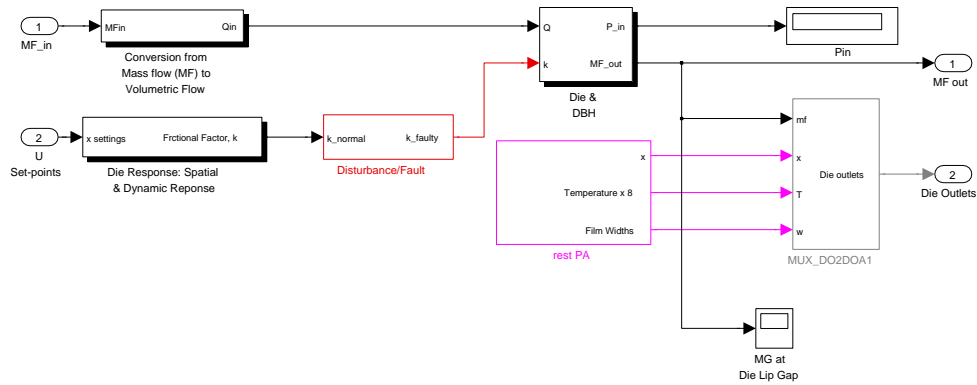 1
MF_in
MFin
Qin
Conversion from
Mass flow (MF) to
Volumetric Flow
Q
k
P_in
MF_out
Die &
DBH
Pin
1
MF out
2
U
Set-points
x settings
Frctional Factor, k
Die Response: Spatial
& Dynamic Reponse
k_normal
k_faulty
Disturbance/Fault
x
Temperature x 8
Film Widths
rest PA
mf
x
T
w
Die outlets
MUX_DO2DOA1
2
Die Outlets
MG at
Die Lip Gap